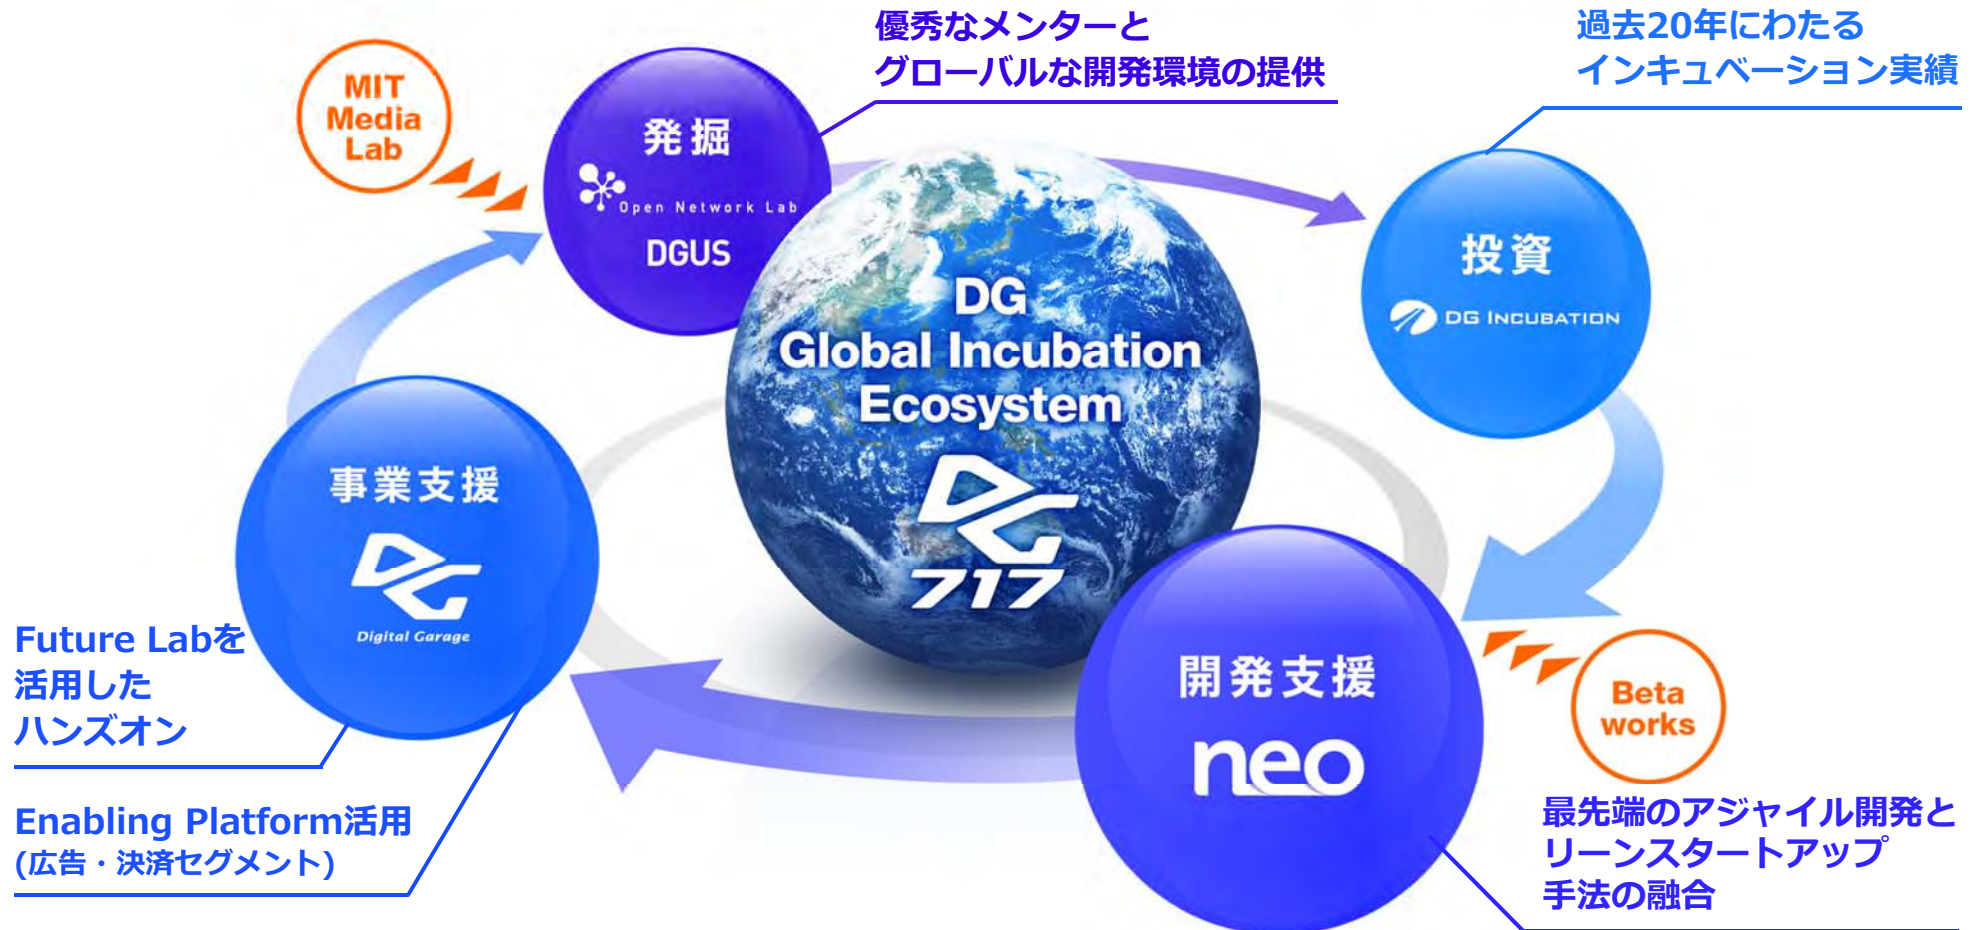 優秀なメンターと
グローバルな開発環境の提供
過去20年にわたる
インキュベーション実績
MIT
Media
Lab
発掘
Open Network Lab
DGUS
投資
DG INCUBATION
DG
Global Incubation
Ecosystem
DG
717
事業支援
DG
Digital Garage
Future Labを
活用した
ハンズオン
Enabling Platform活用
(広告・決済セグメント)
開発支援
neo
Beta
works
最先端のアジャイル開発と
リーンスタートアップ
手法の融合